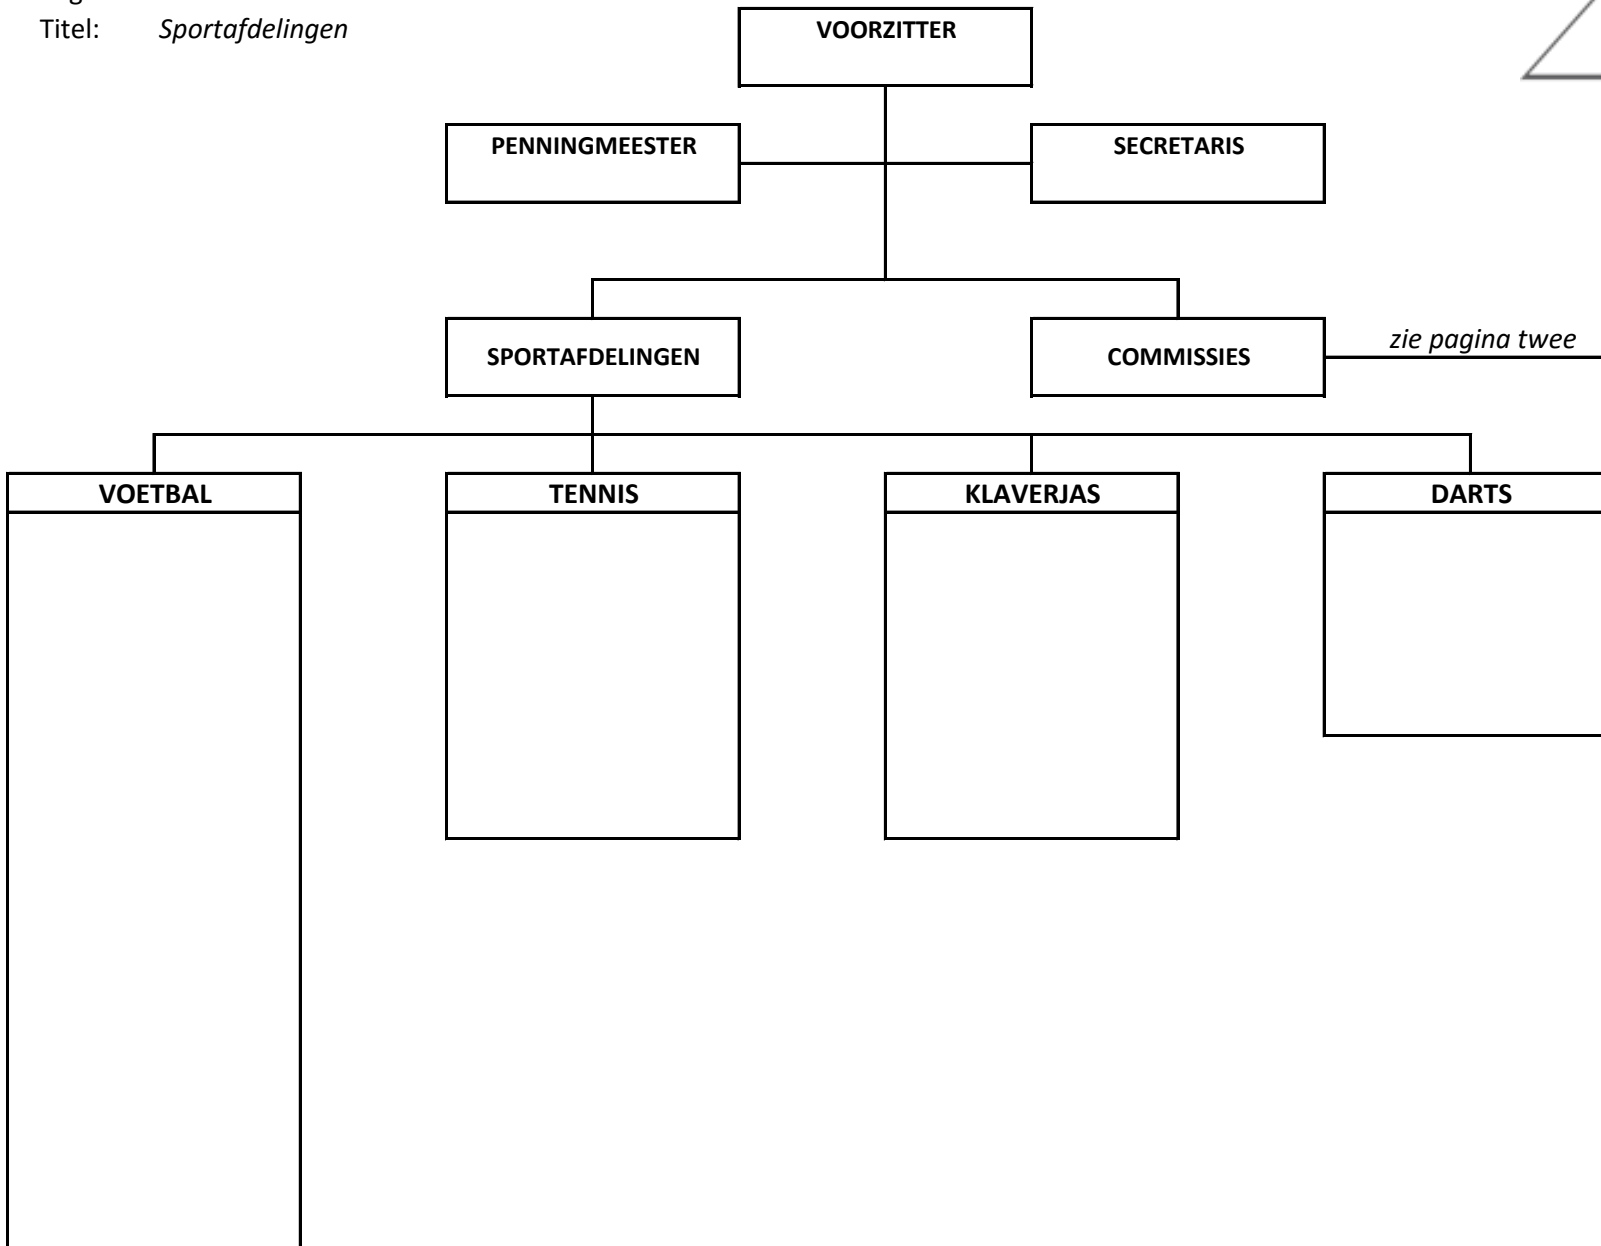 Titel: Sportafdelingen
VOORZITTER
PENNINGMEESTER
SECRETARIS
SPORTAFDELINGEN
COMMISSIES
zie pagina twee
VOETBAL
TENNIS
KLAVERJAS
DARTS